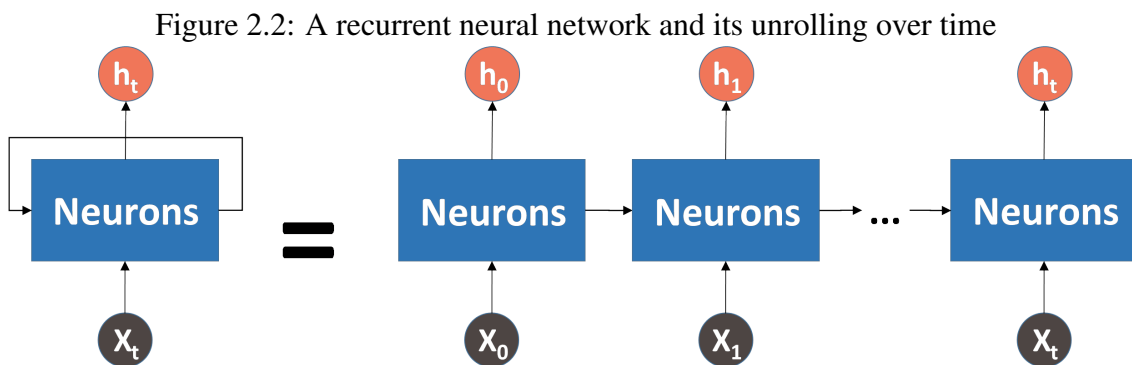 Figure 2.2: A recurrent neural network and its unrolling over time
hₜ h₀ h₁ hₜ
Neurons = Neurons Neurons ... Neurons
Xₜ X₀ X₁ Xₜ